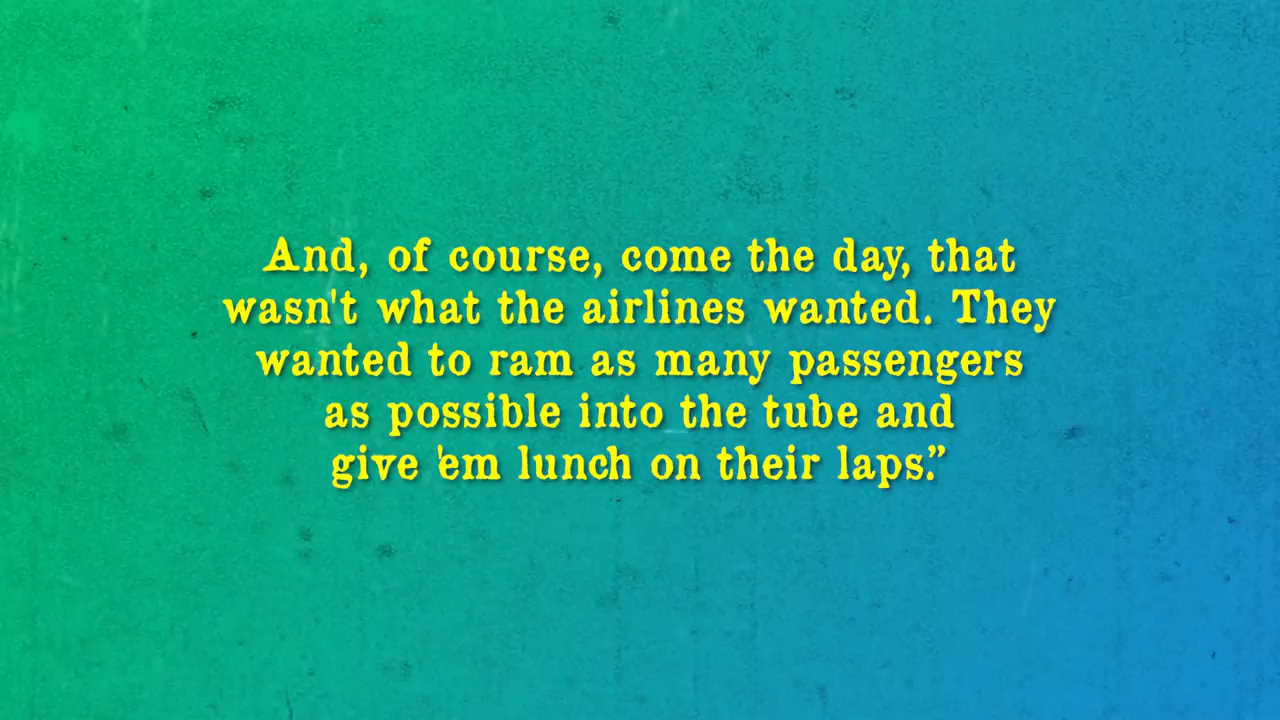 And, of course, come the day, that
wasn't what the airlines wanted. They
wanted to ram as many passengers
as possible into the tube and
give 'em lunch on their laps.”